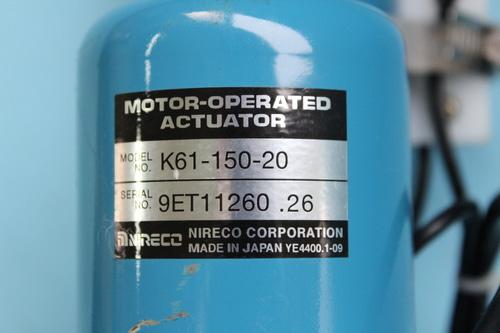 MOTOR-OPERATED
ACTUATOR
MODEL NO. K61-150-20
SERIAL NO. 9ET11260 .26
NIRECO NIRECO CORPORATION
MADE IN JAPAN YE4400.1-09